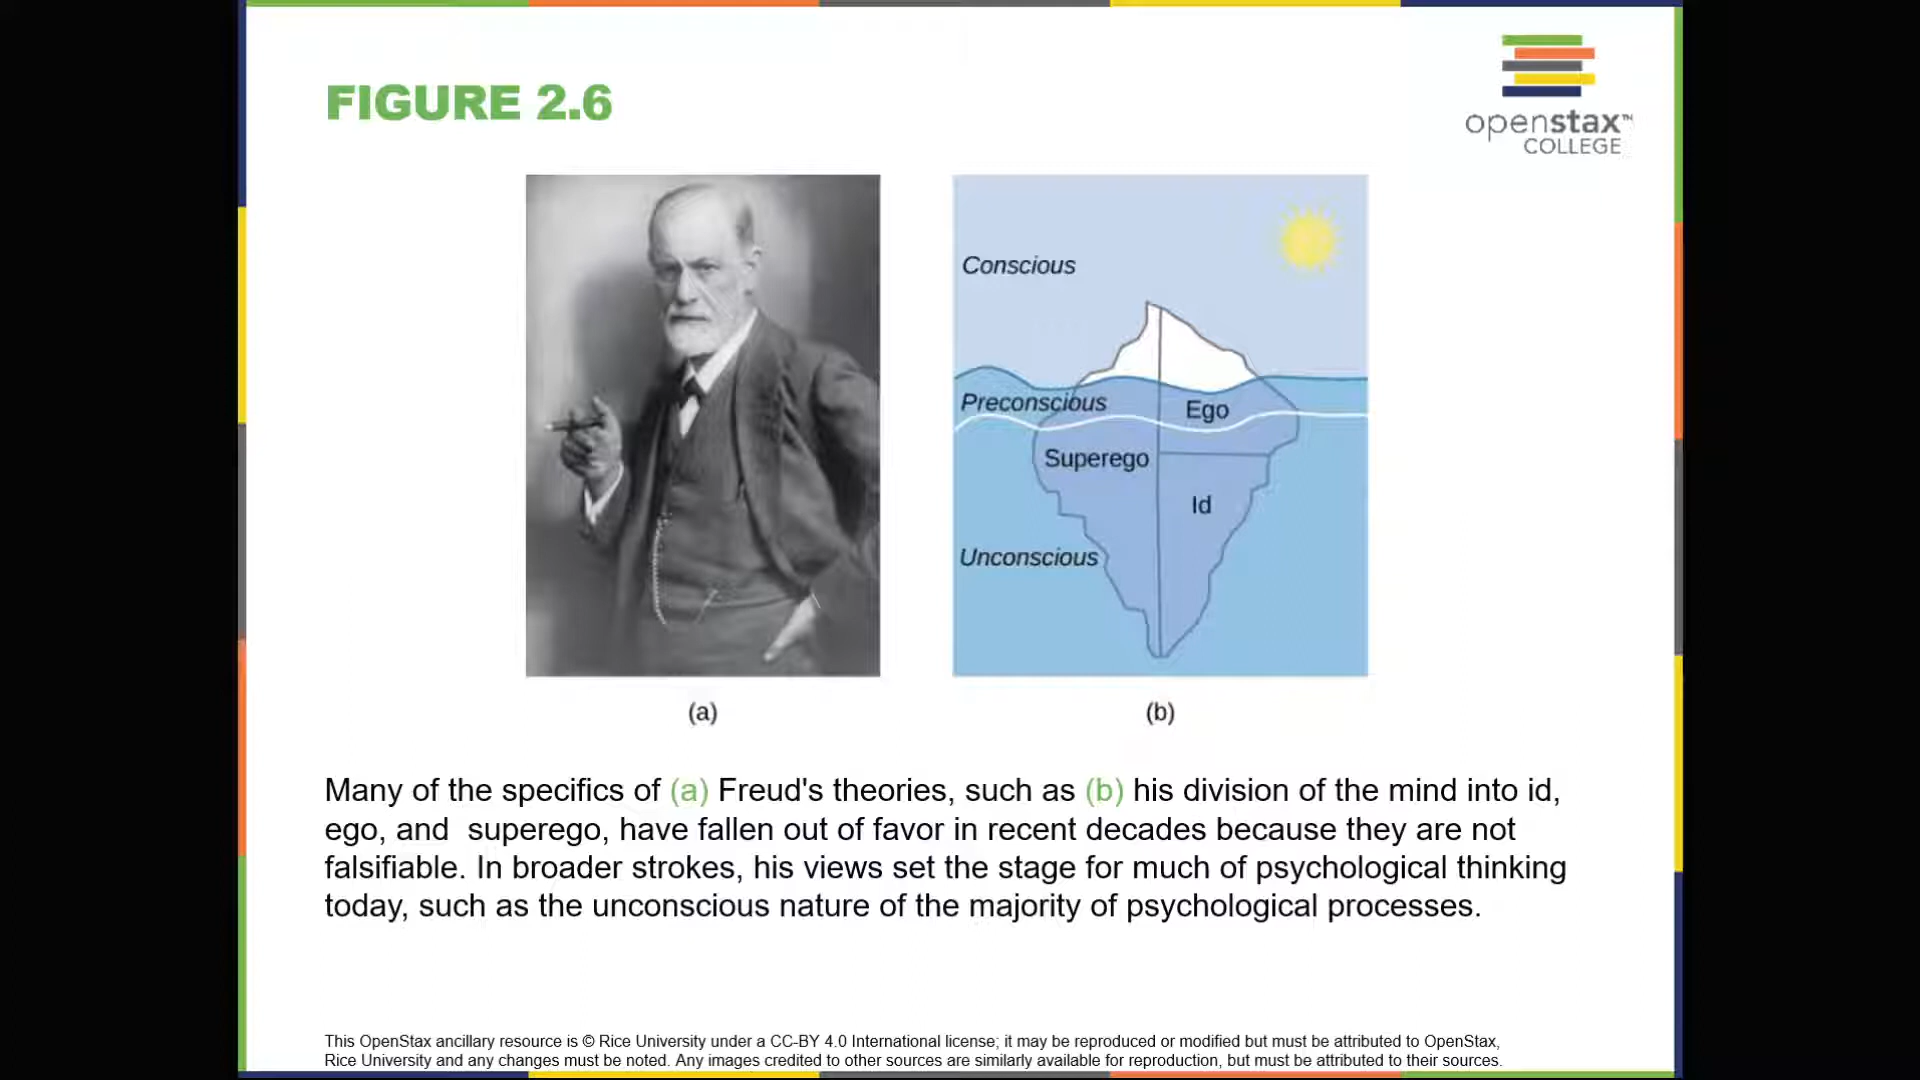 FIGURE 2.6
openstax™
COLLEGE
Conscious
Preconscious
Ego
Superego
Id
Unconscious
(a)
(b)
Many of the specifics of (a) Freud's theories, such as (b) his division of the mind into id,
ego, and superego, have fallen out of favor in recent decades because they are not
falsifiable. In broader strokes, his views set the stage for much of psychological thinking
today, such as the unconscious nature of the majority of psychological processes.
This OpenStax ancillary resource is © Rice University under a CC-BY 4.0 International license; it may be reproduced or modified but must be attributed to OpenStax,
Rice University and any changes must be noted. Any images credited to other sources are similarly available for reproduction, but must be attributed to their sources.